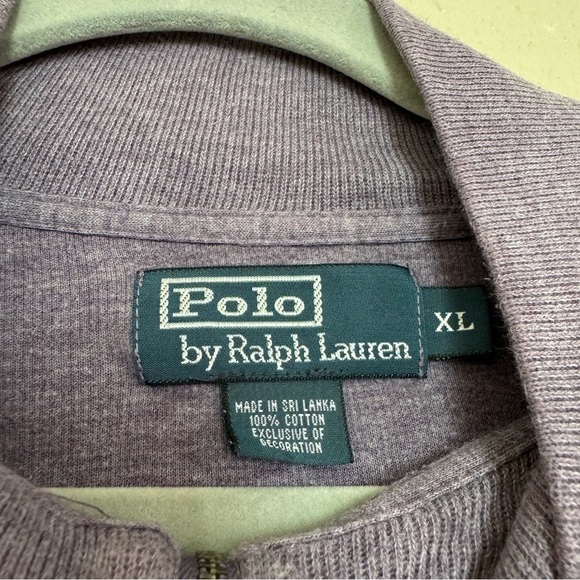 Polo
by Ralph Lauren
XL
MADE IN SRI LANKA
100% COTTON
EXCLUSIVE OF
DECORATION